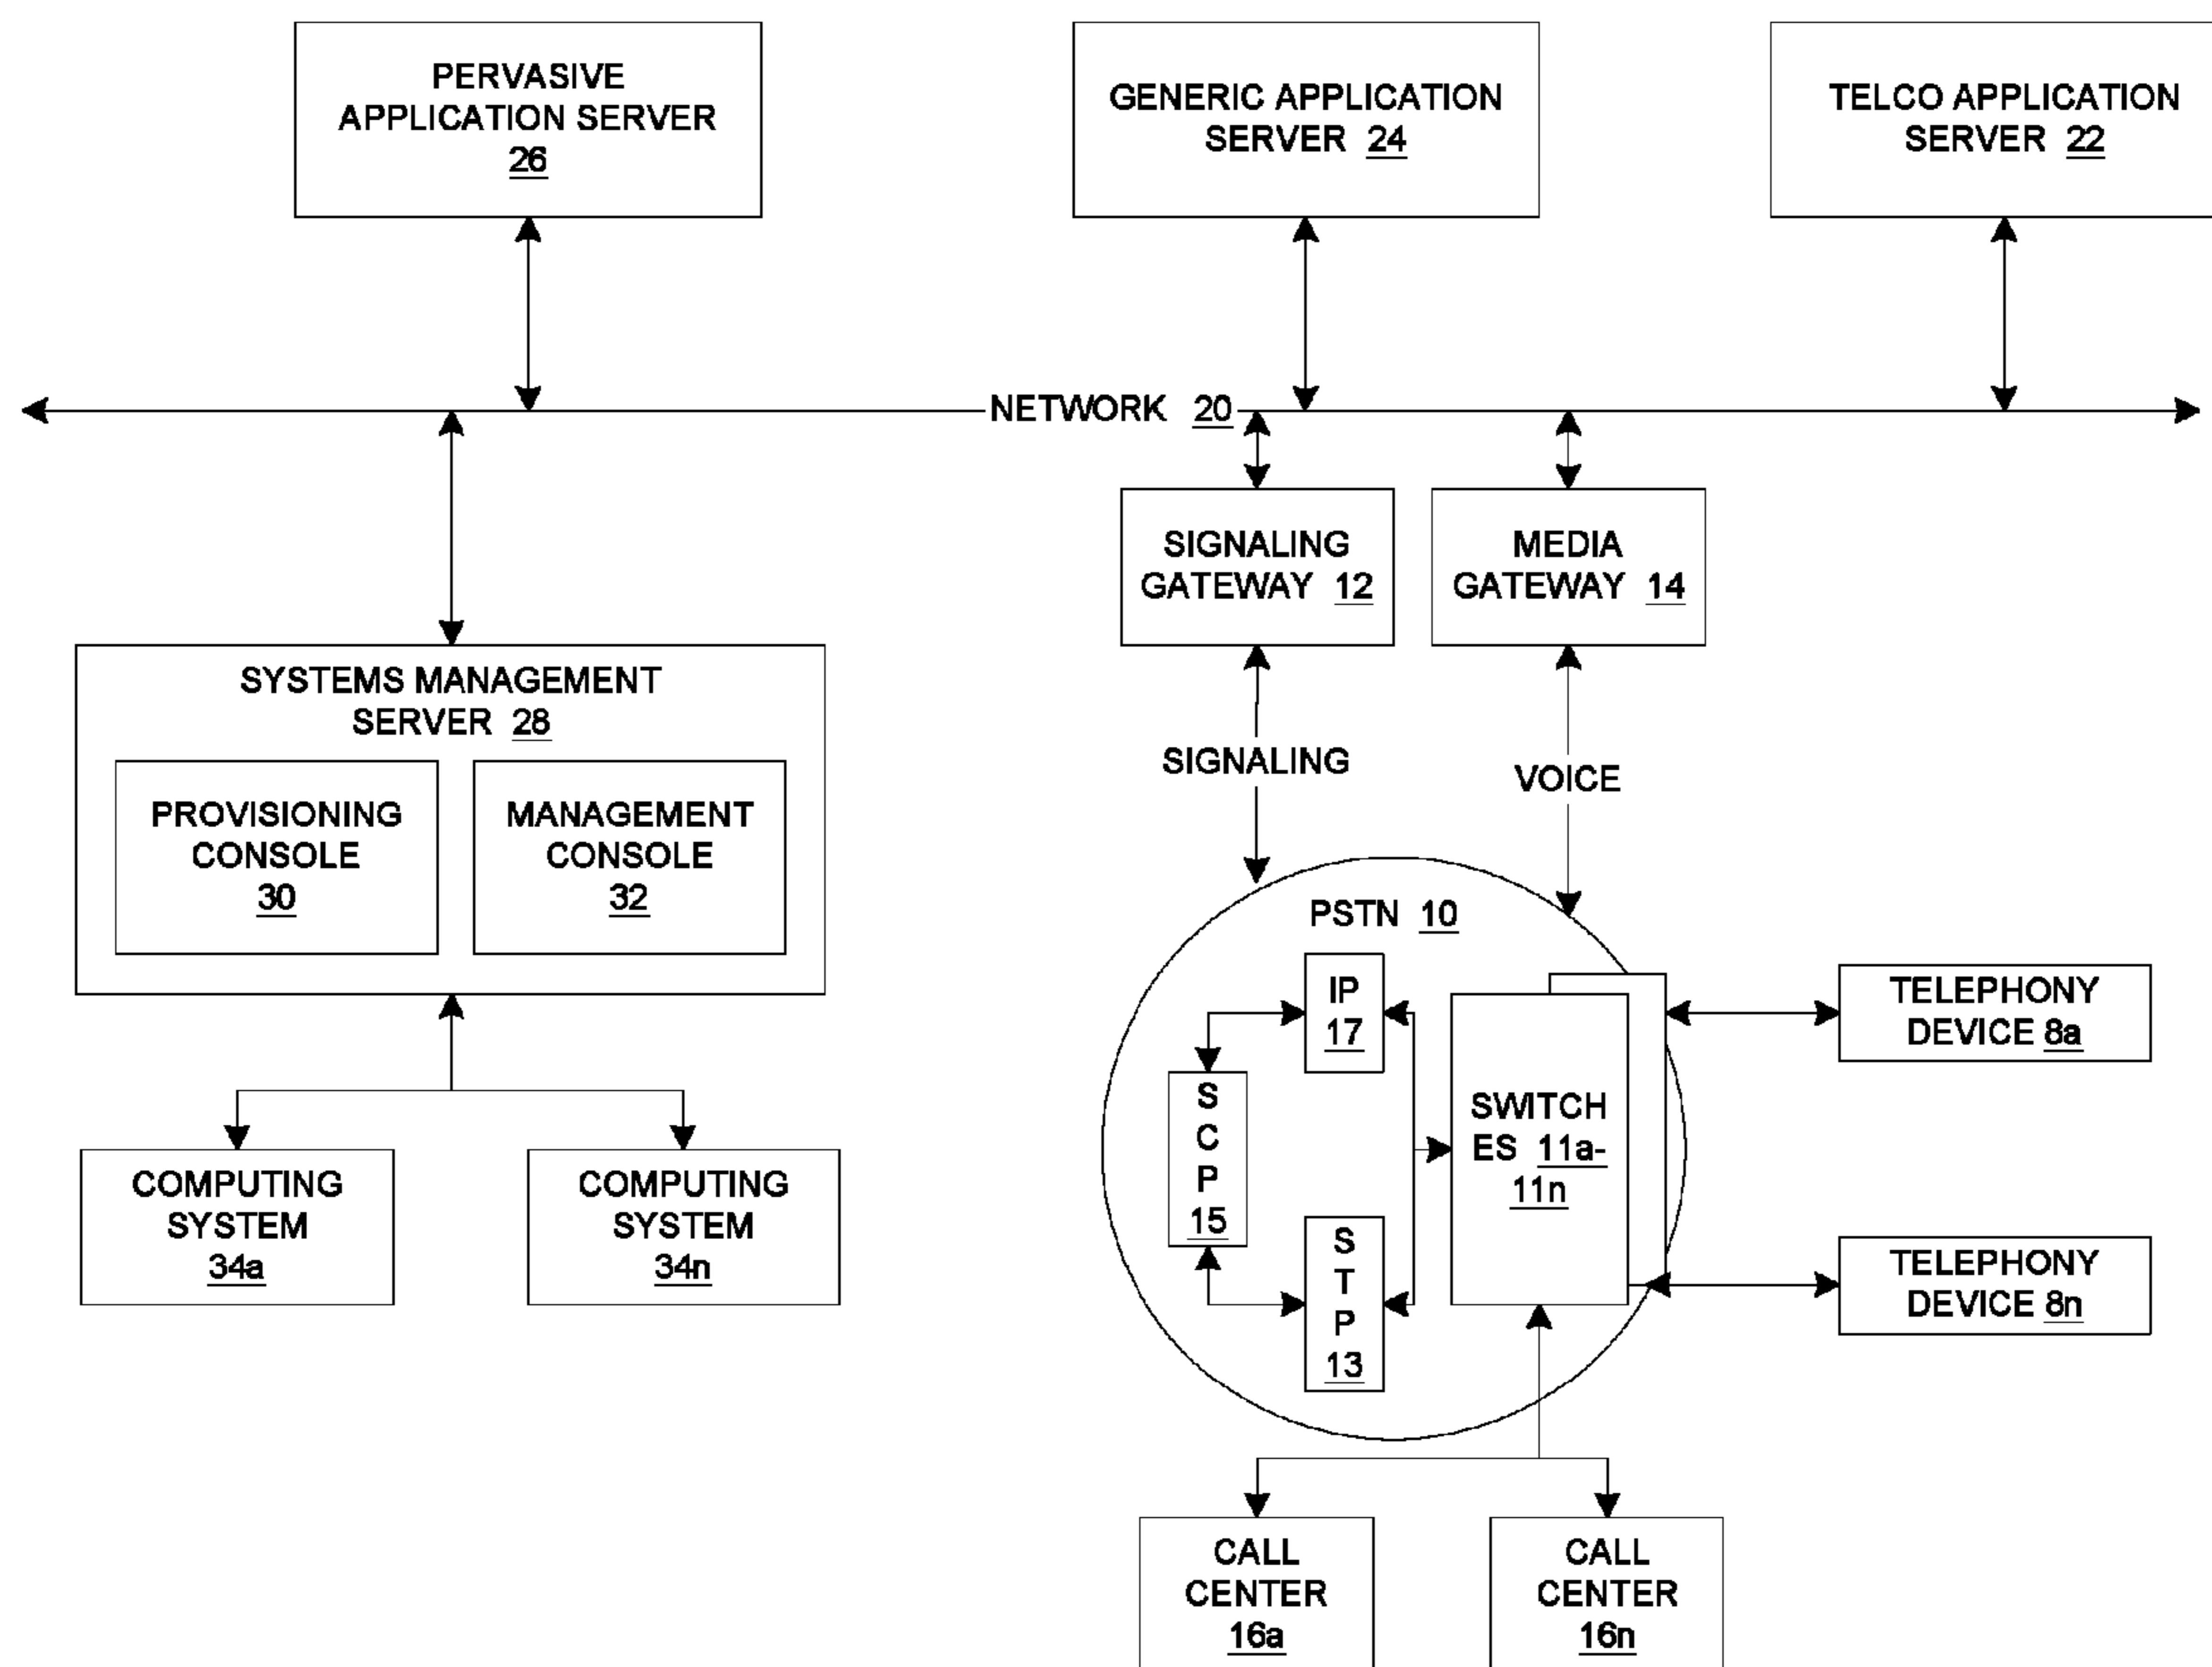 PERVASIVE
APPLICATION SERVER
26
GENERIC APPLICATION
SERVER 24
TELCO APPLICATION
SERVER 22
NETWORK 20
SIGNALING
GATEWAY 12
MEDIA
GATEWAY 14
SYSTEMS MANAGEMENT
SERVER 28
PROVISIONING
CONSOLE
30
MANAGEMENT
CONSOLE
32
SIGNALING
VOICE
PSTN 10
IP
17
S
C
P
15
S
T
P
13
SWITCH
ES 11a-
11n
TELEPHONY
DEVICE 8a
TELEPHONY
DEVICE 8n
COMPUTING
SYSTEM
34a
COMPUTING
SYSTEM
34n
CALL
CENTER
16a
CALL
CENTER
16n